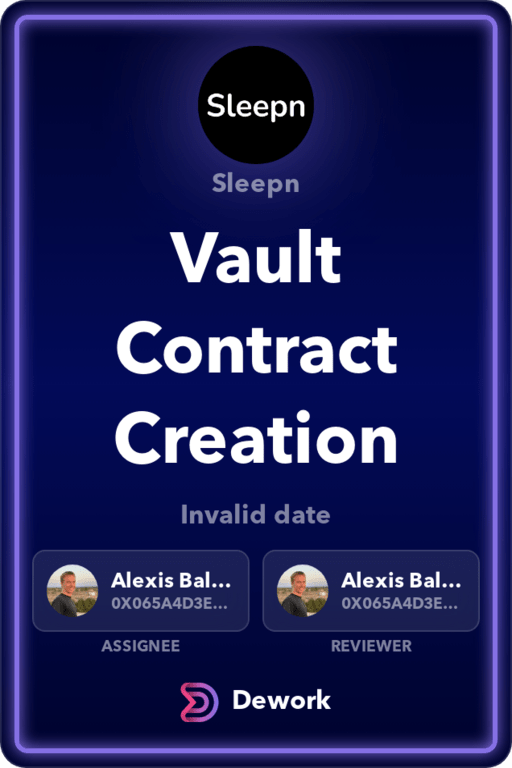 Sleepn
Sleepn
Vault
Contract
Creation
Invalid date
Alexis Bal...
0X065A4D3E...
Alexis Bal...
0X065A4D3E...
ASSIGNEE
REVIEWER
Dework